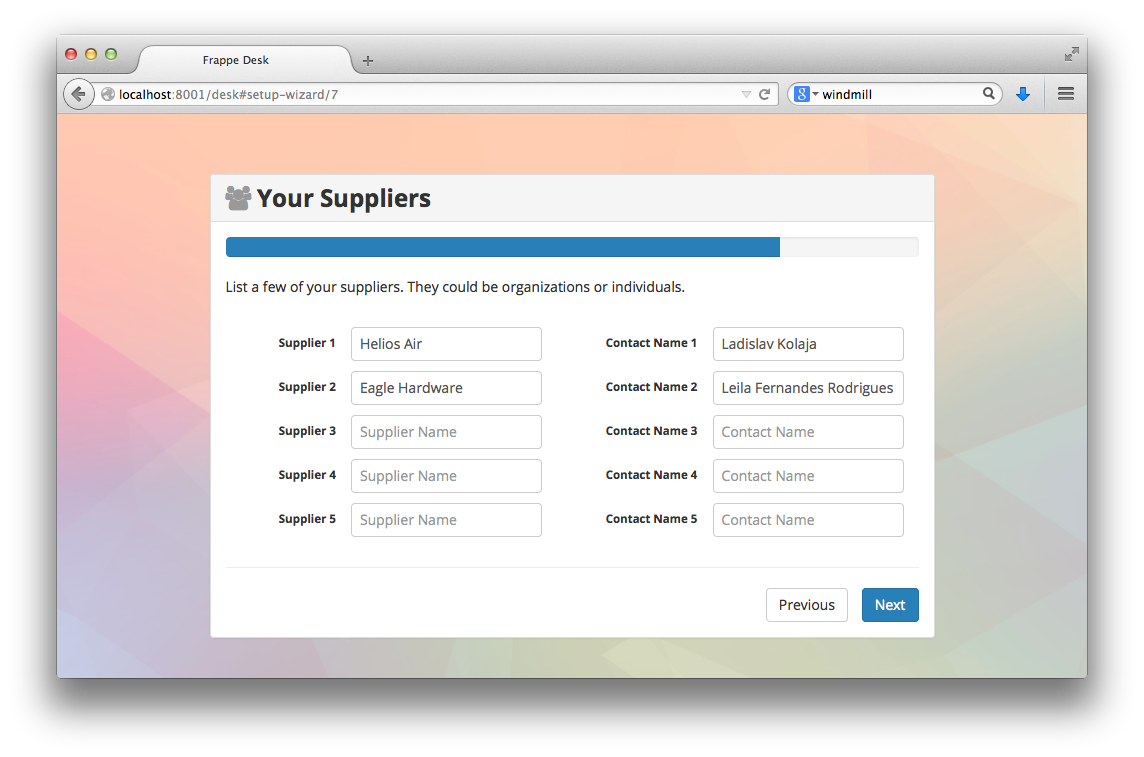 Frappe Desk
localhost:8001/desk#setup-wizard/7
8 windmill
Your Suppliers
List a few of your suppliers. They could be organizations or individuals.
Supplier 1 Helios Air Contact Name 1 Ladislav Kolaja
Supplier 2 Eagle Hardware Contact Name 2 Leila Fernandes Rodrigues
Supplier 3 Supplier Name Contact Name 3 Contact Name
Supplier 4 Supplier Name Contact Name 4 Contact Name
Supplier 5 Supplier Name Contact Name 5 Contact Name
Previous Next